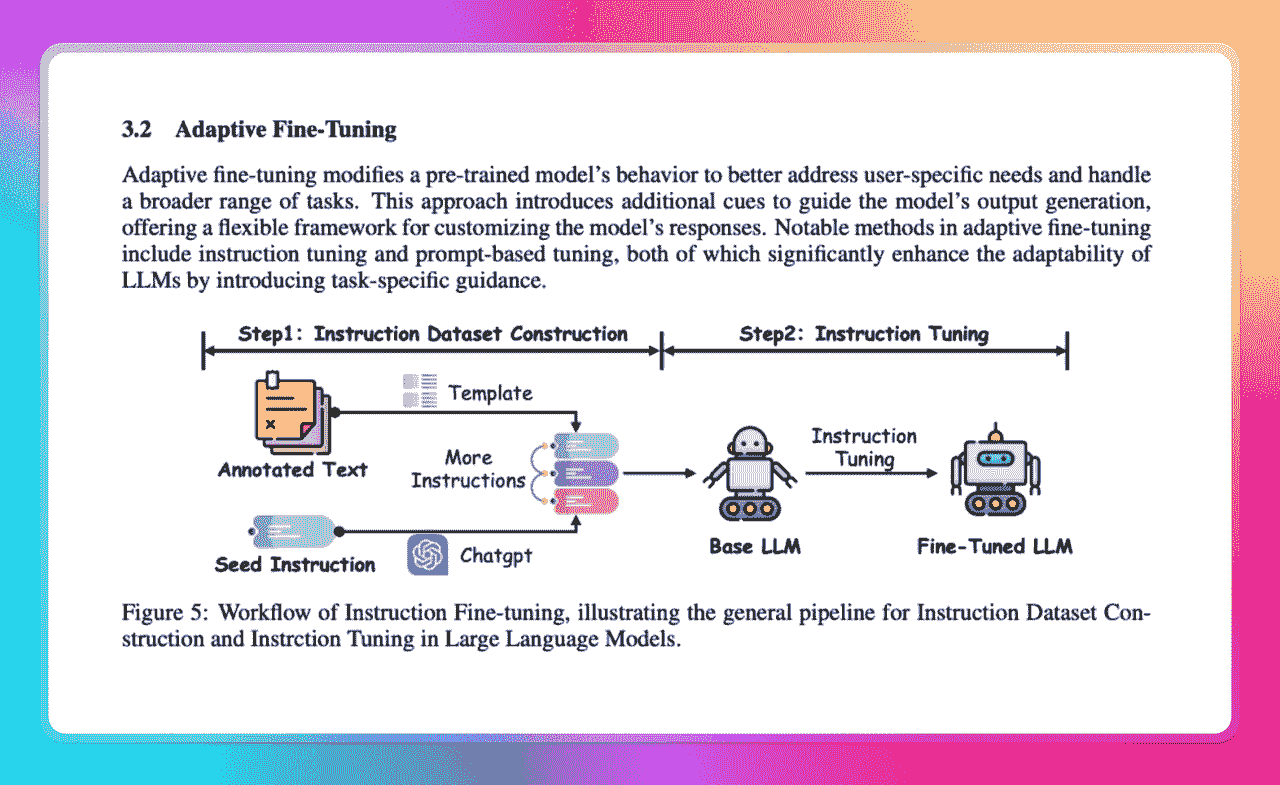 3.2 Adaptive Fine-Tuning
Adaptive fine-tuning modifies a pre-trained model's behavior to better address user-specific needs and handle
a broader range of tasks. This approach introduces additional cues to guide the model's output generation,
offering a flexible framework for customizing the model's responses. Notable methods in adaptive fine-tuning
include instruction tuning and prompt-based tuning, both of which significantly enhance the adaptability of
LLMs by introducing task-specific guidance.
Step1: Instruction Dataset Construction
Step2: Instruction Tuning
Template
Annotated Text
More
Instructions
Seed Instruction
Chatgpt
Base LLM
Instruction
Tuning
Fine-Tuned LLM
Figure 5: Workflow of Instruction Fine-tuning, illustrating the general pipeline for Instruction Dataset Con-
struction and Instrction Tuning in Large Language Models.